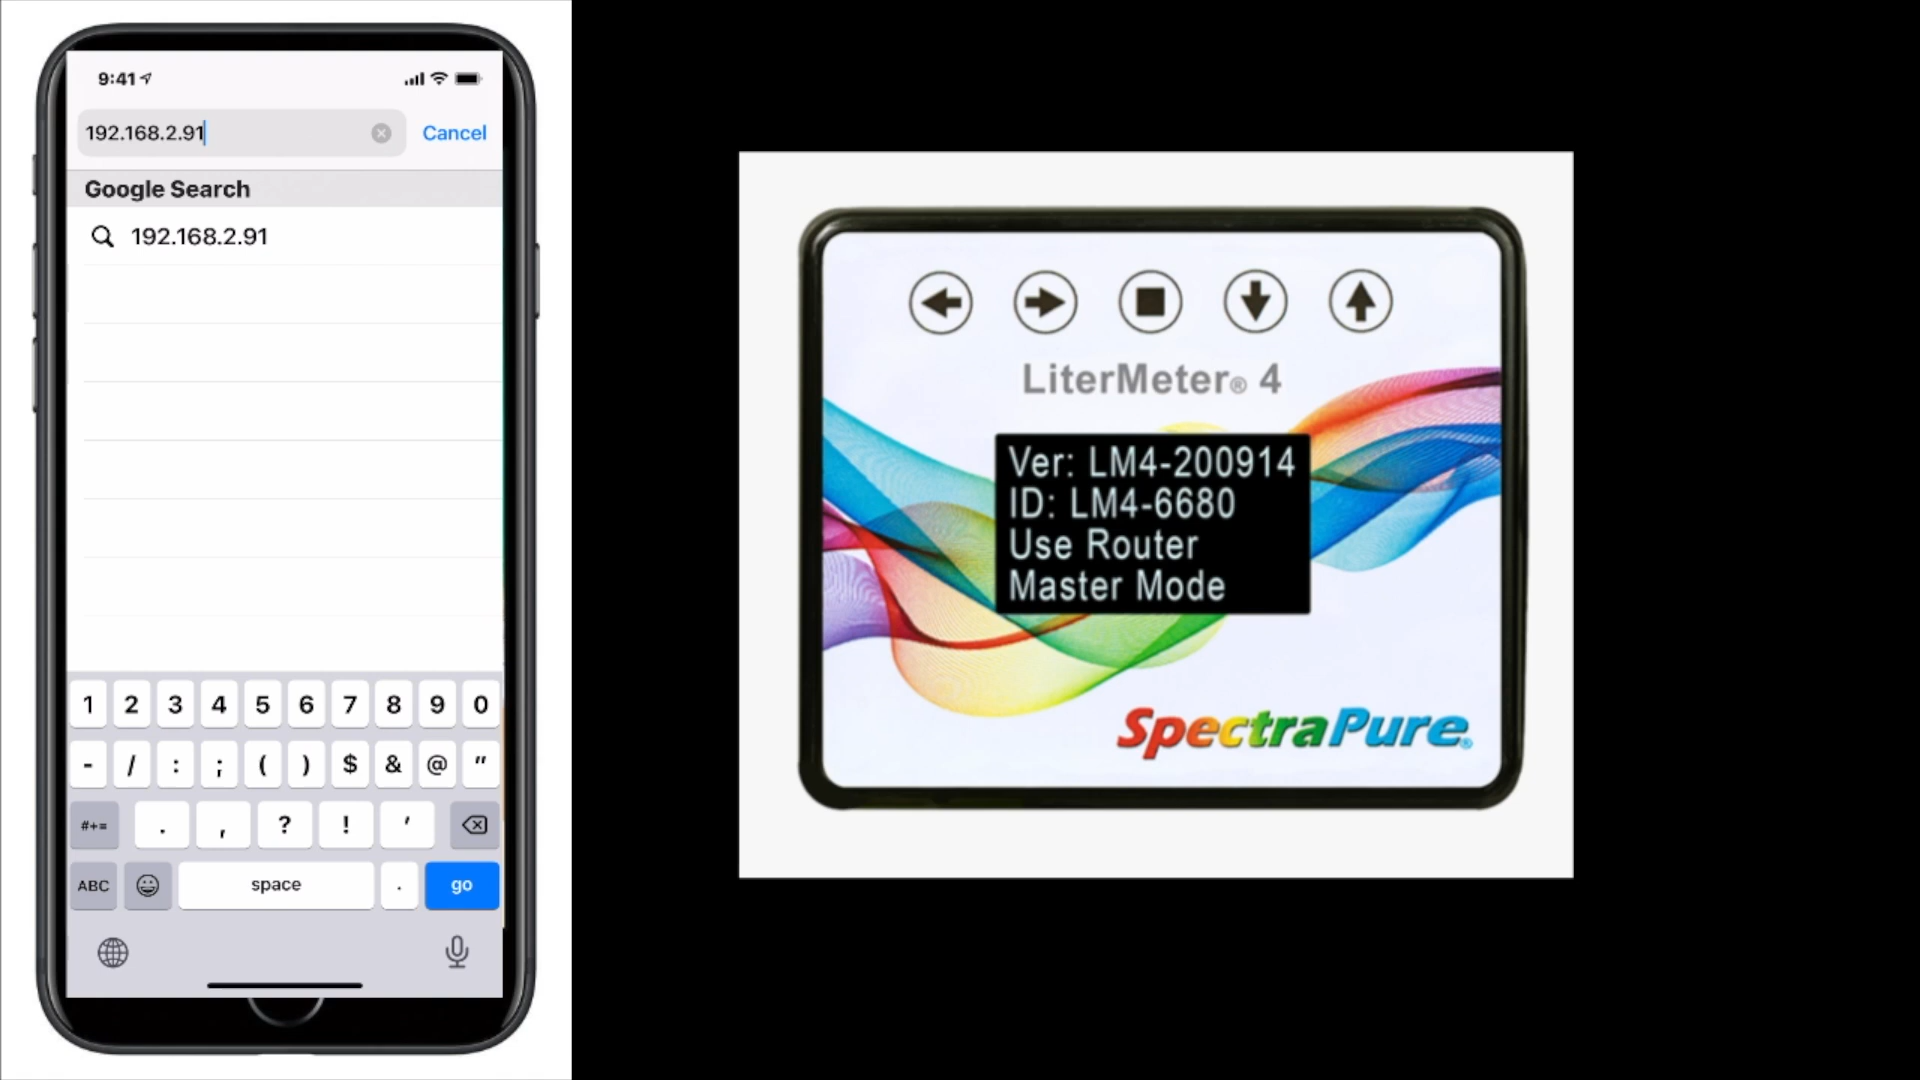 9:41
192.168.2.91
Cancel
Google Search
192.168.2.91
1 2 3 4 5 6 7 8 9 0
- / : ; ( ) $ & @ "
#+= . , ? ! '
ABC space . go
LiterMeter® 4
Ver: LM4-200914
ID: LM4-6680
Use Router
Master Mode
SpectraPure®